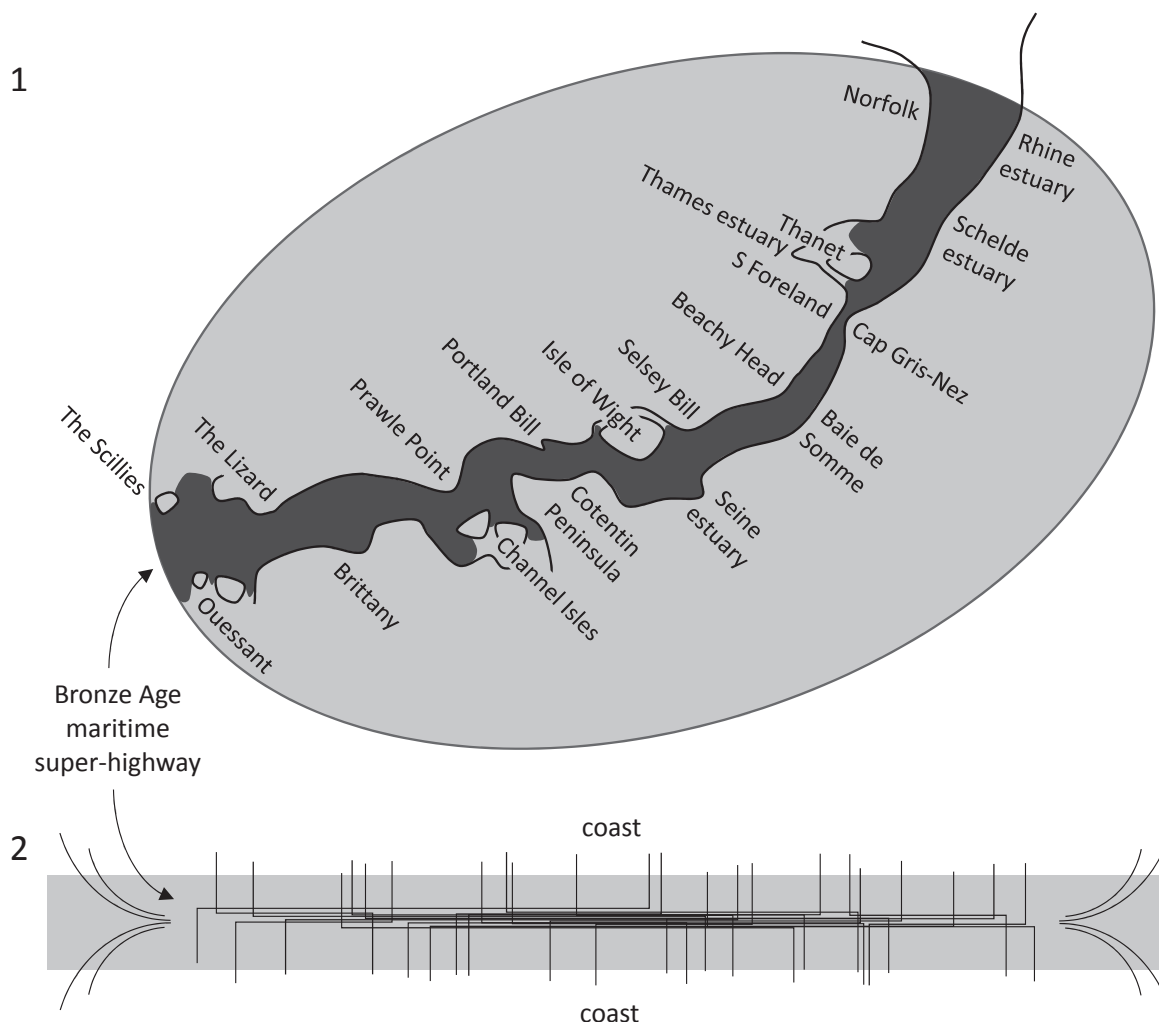 1
Norfolk
Rhine
estuary
Thames estuary
Thanet
Schelde
estuary
S Foreland
Beachy Head
Cap Gris-Nez
Selsey Bill
Isle of Wight
Portland Bill
Prawle Point
Baie de
Somme
The Scillies
The Lizard
Seine
estuary
Cotentin
Peninsula
Channel Isles
Brittany
Ouessant
Bronze Age
maritime
super-highway
2
coast
coast